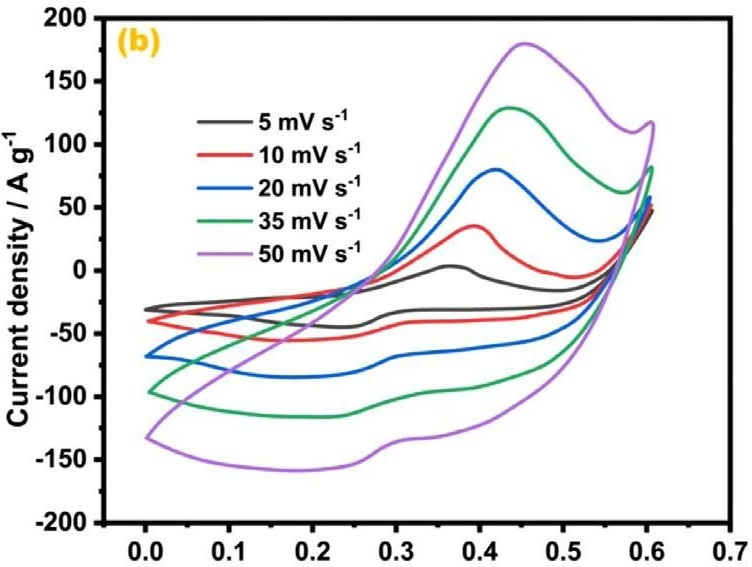 (b)
Current density / A g⁻¹
200
150
100
50
0
-50
-100
-150
-200
5 mV s⁻¹
10 mV s⁻¹
20 mV s⁻¹
35 mV s⁻¹
50 mV s⁻¹
0.0 0.1 0.2 0.3 0.4 0.5 0.6 0.7